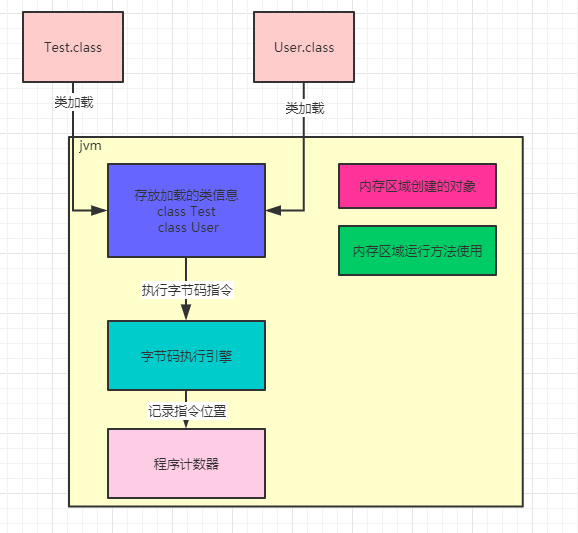 Test.class
User.class
类加载
类加载
jvm
存放加载的类信息
class Test
class User
内存区域创建的对象
内存区域运行方法使用
执行字节码指令
字节码执行引擎
记录指令位置
程序计数器